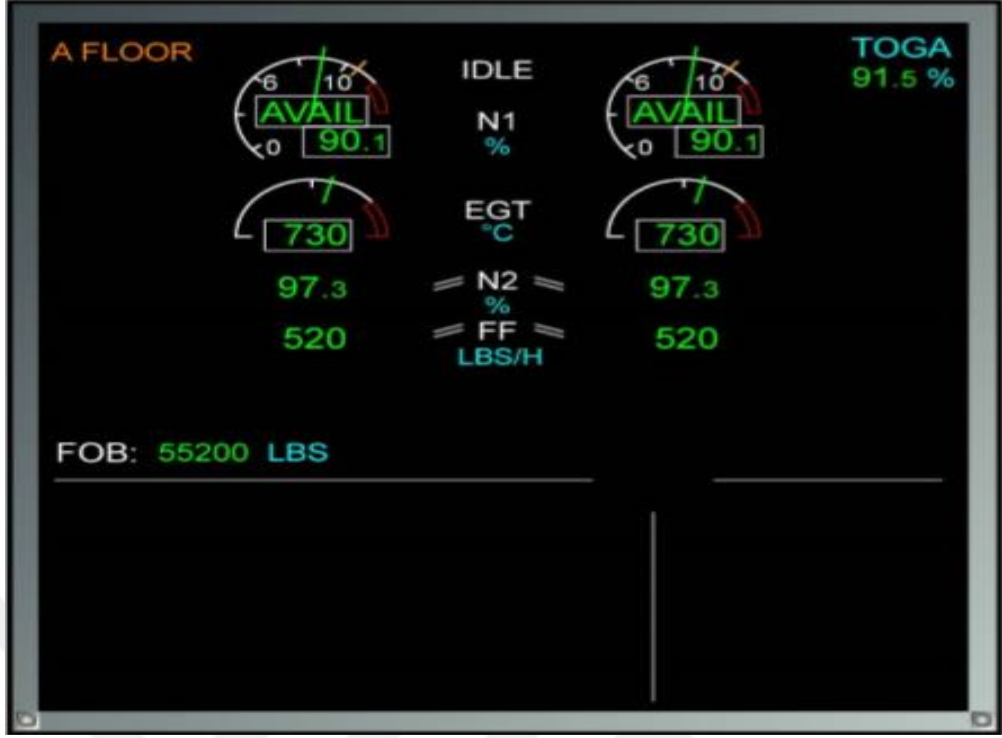 A FLOOR
IDLE
TOGA
91.5 %
6 10
6 10
AVAIL
AVAIL
N1
%
0 90.1
0 90.1
EGT
°C
730
730
97.3 N2 97.3
%
520 FF 520
LBS/H
FOB: 55200 LBS